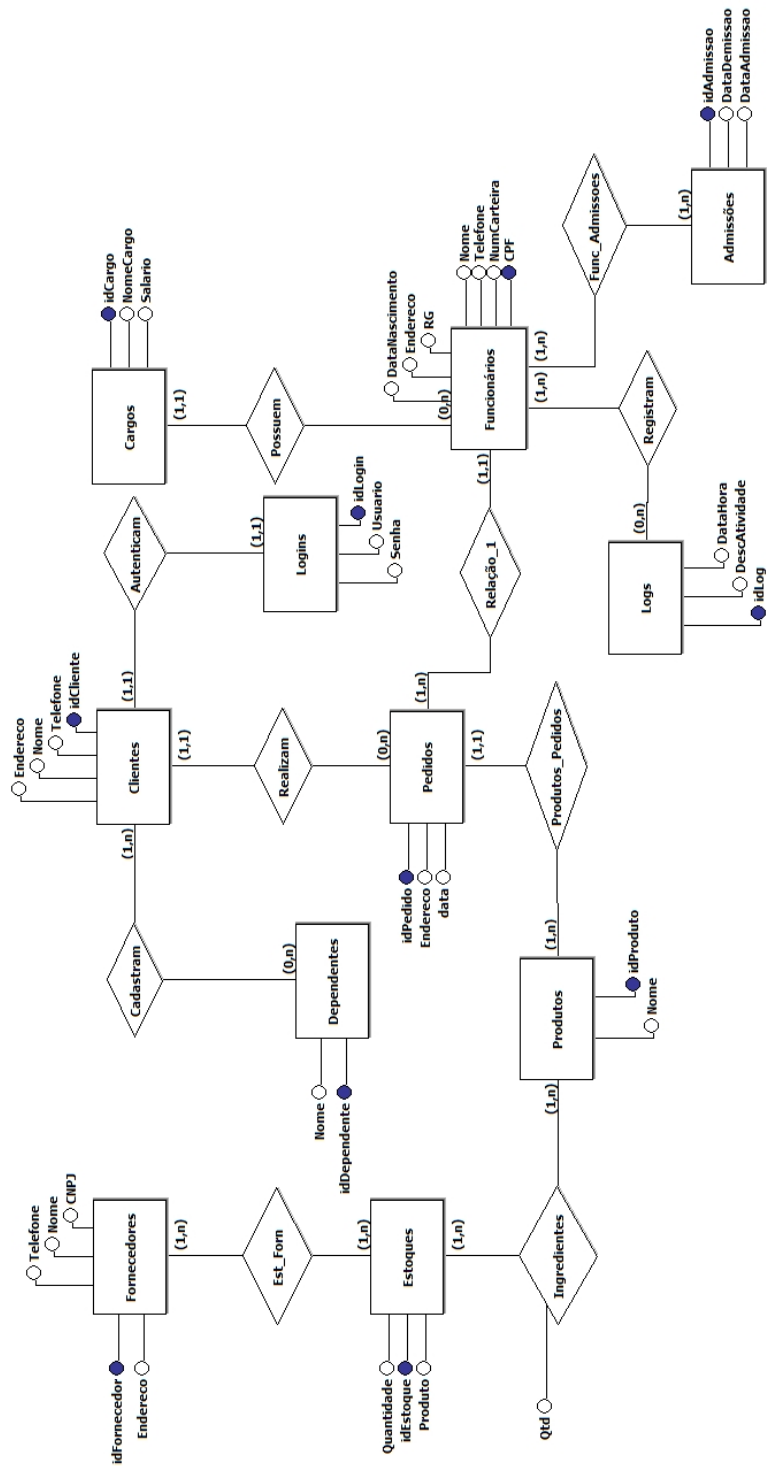 Telefone
Nome
CNPJ
Fornecedores
idFornecedor
Endereco
(1,n)
Est_Forn
(1,n)
Quantidade
idEstoque
Produto
Estoques
(1,n)
Ingredientes
Qtd
(1,n)
Produtos
idProduto
Nome
(1,n)
Produtos_Pedidos
(1,1)
Endereco
Nome
Telefone
idCliente
Clientes
(1,n)
Cadastram
(0,n)
Dependentes
Nome
idDependente
(1,1)
Realizam
(0,n)
Pedidos
idPedido
Endereco
data
(1,1)
Autenticam
(1,1)
Logins
idLogin
Usuario
Senha
(1,n)
Relação_1
(1,1)
idCargo
NomeCargo
Salario
Cargos
(1,1)
Possuem
(0,n)
DataNascimento
Endereco
RG
Funcionários
Nome
Telefone
NumCarteira
CPF
(1,n)
(1,n)
Registram
(0,n)
Logs
DataHora
DescAtividade
idLog
Func_Admissoes
(1,n)
Admissões
idAdmissao
DataDemissao
DataAdmissao